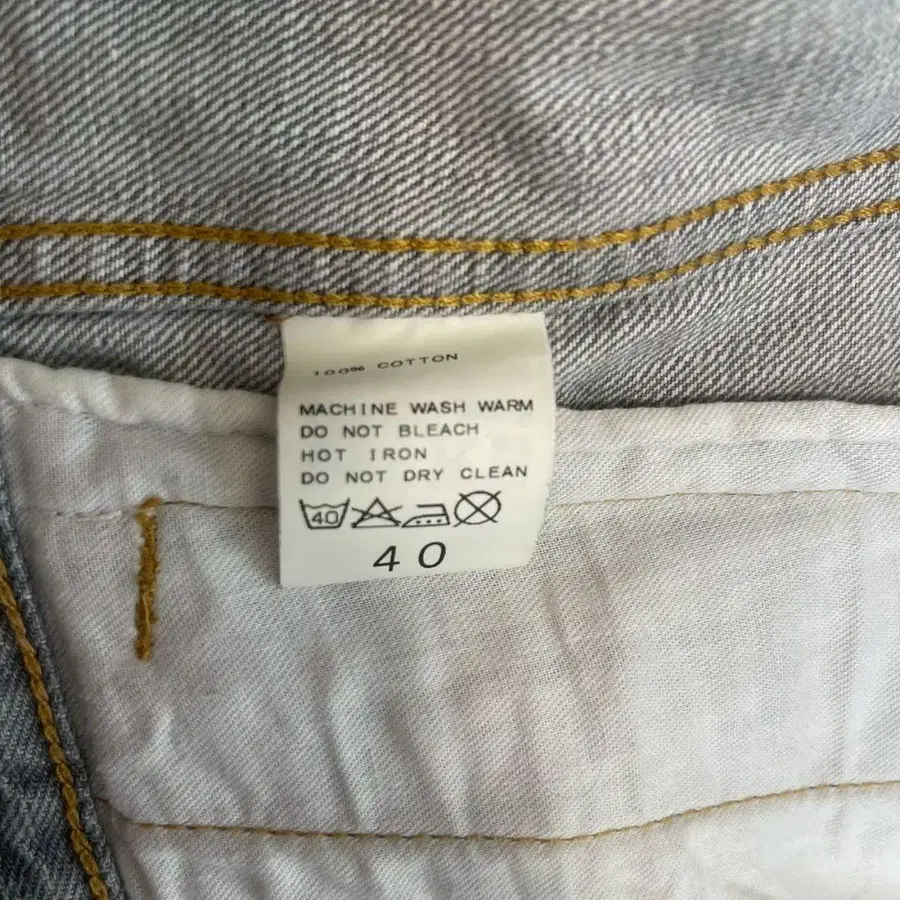 100% COTTON
MACHINE WASH WARM
DO NOT BLEACH
HOT IRON
DO NOT DRY CLEAN
40
40